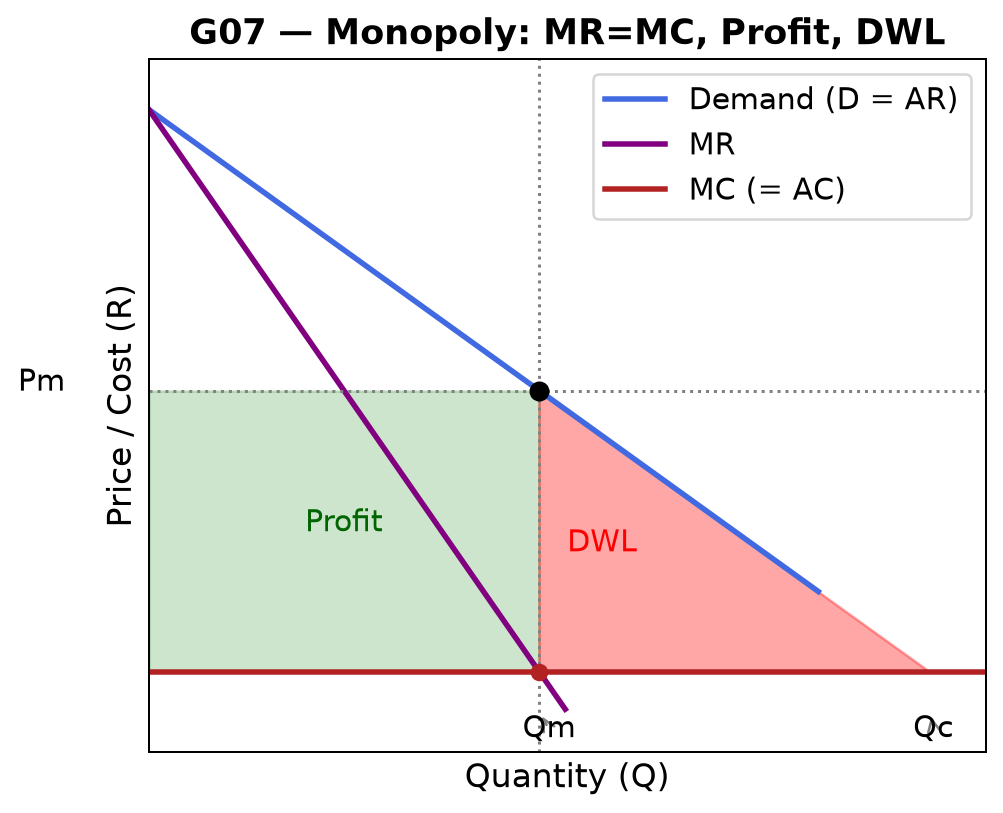 G07 — Monopoly: MR=MC, Profit, DWL
Demand (D = AR)
MR
MC (= AC)
Price / Cost (R)
Pm
Profit
DWL
Qm
Qc
Quantity (Q)